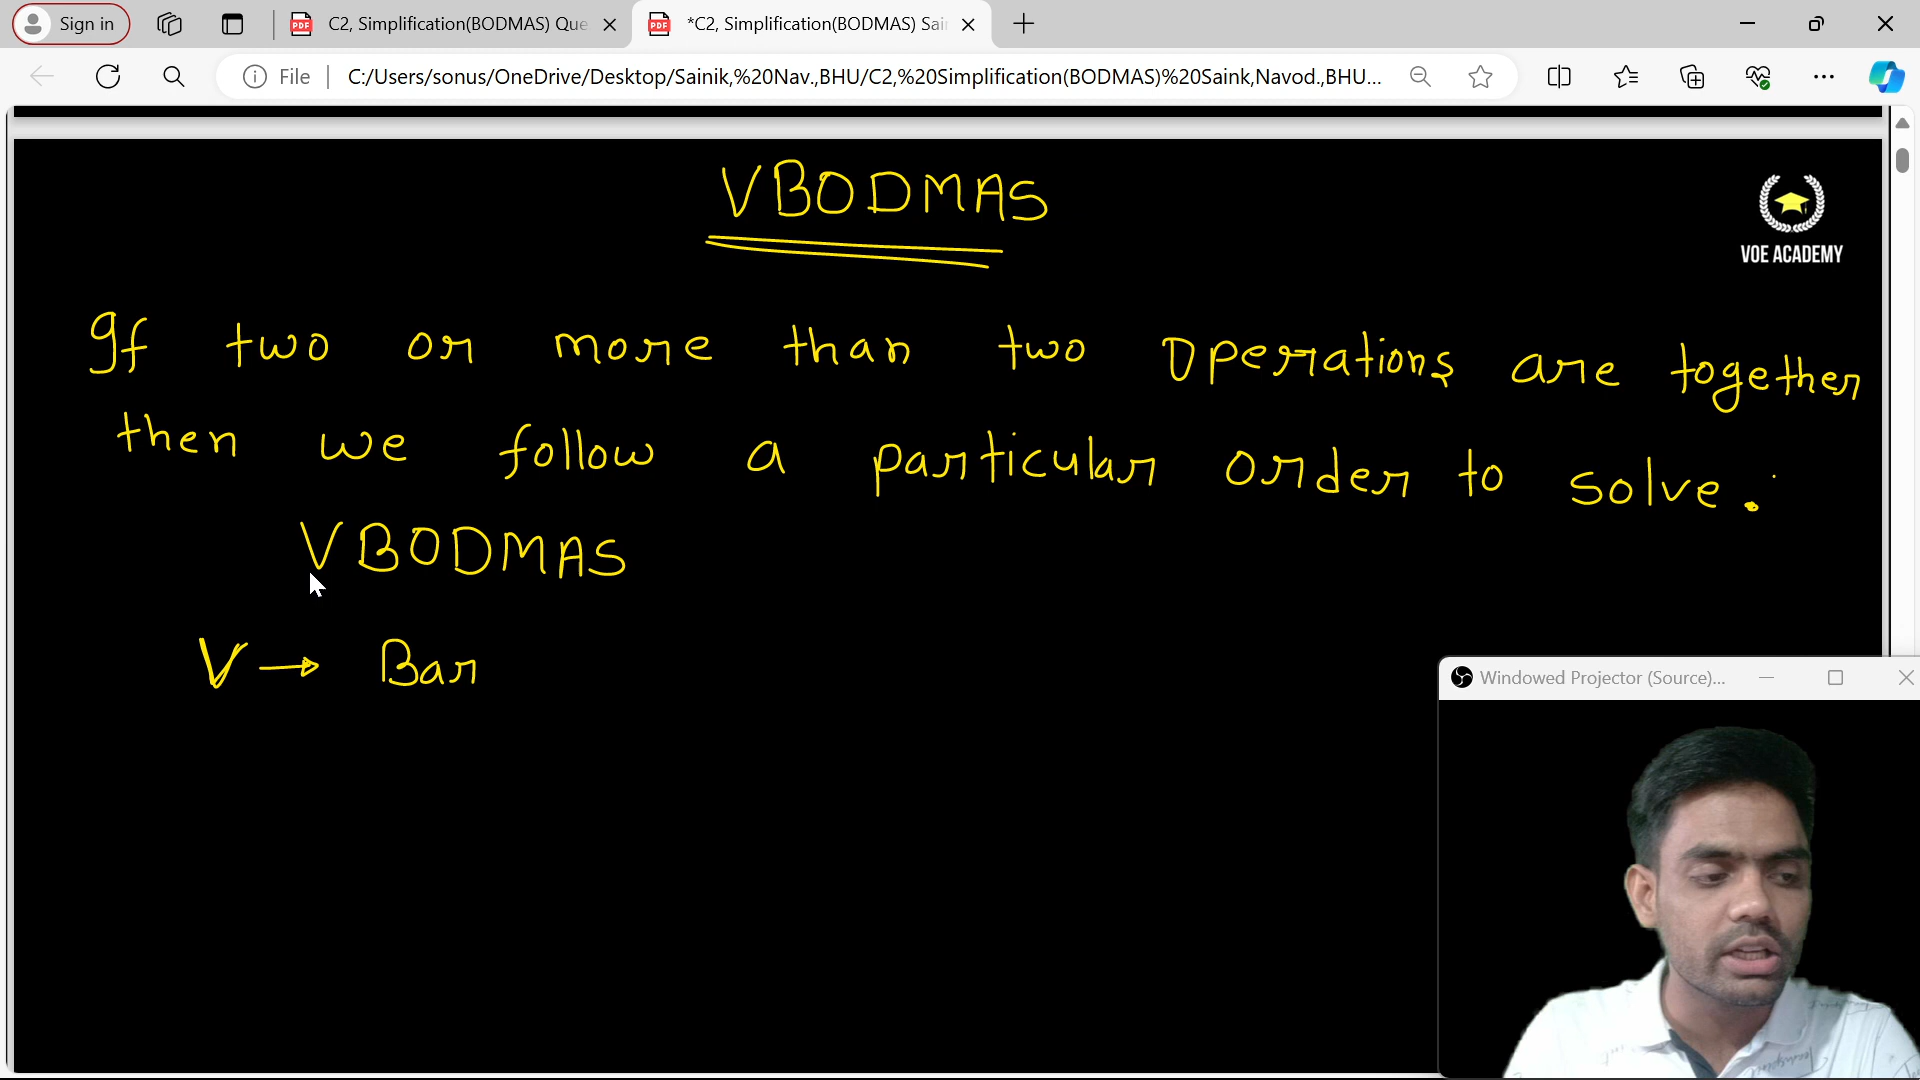 Sign in
C2, Simplification(BODMAS) Que
*C2, Simplification(BODMAS) Sai
File
C:/Users/sonus/OneDrive/Desktop/Sainik,%20Nav.,BHU/C2,%20Simplification(BODMAS)%20Saink,Navod.,BHU...
VBODMAS
VOE ACADEMY
If two or more than two operations are together
then we follow a particular order to solve.
VBODMAS
V → Bar
Windowed Projector (Source)...